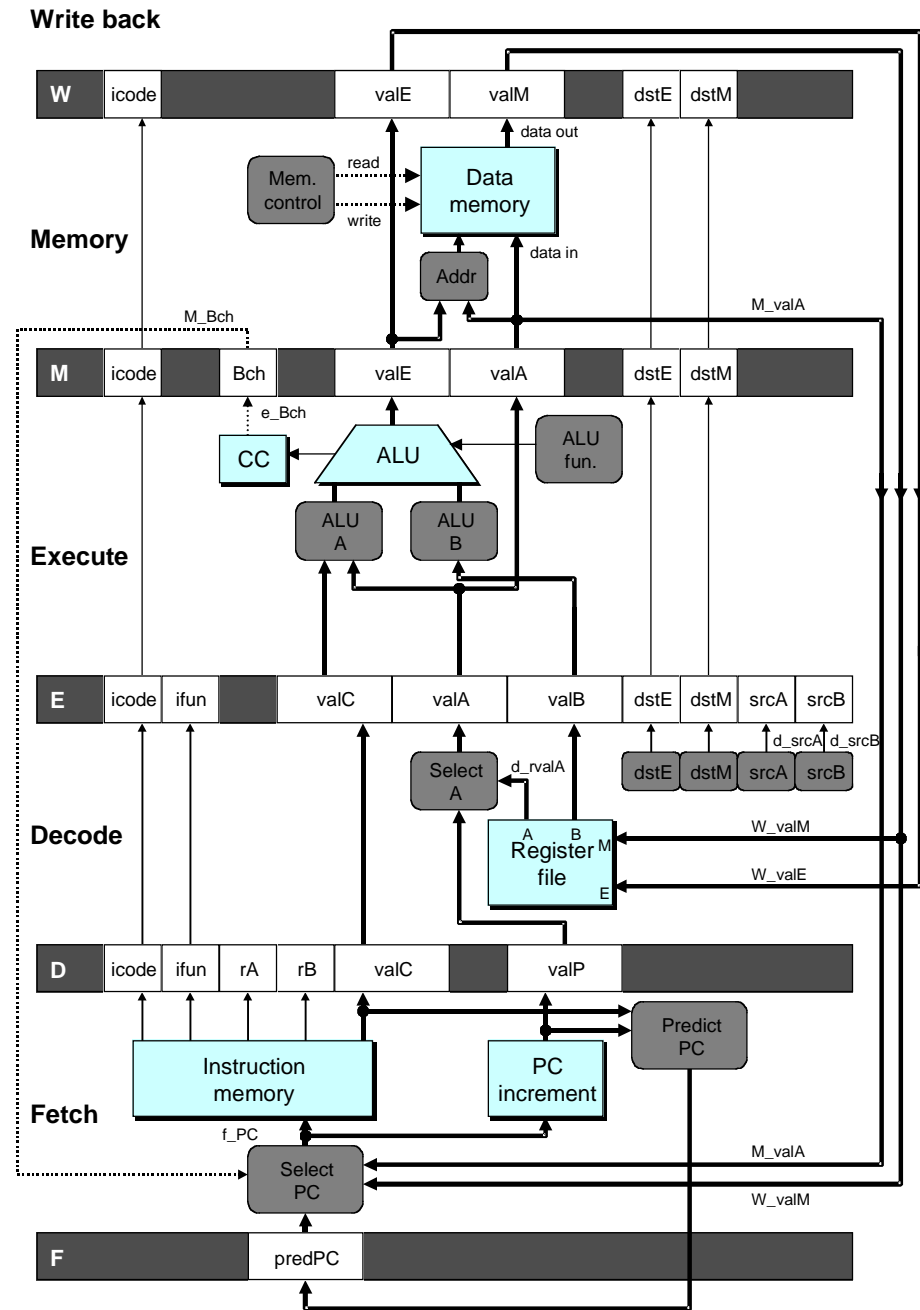 Write back
W icode valE valM dstE dstM
data out
read
Mem.
control
Data
memory
write
Memory
data in
Addr
M_Bch
M_valA
M icode Bch valE valA dstE dstM
e_Bch
CC
ALU
ALU
fun.
ALU
A
ALU
B
Execute
E icode ifun valC valA valB dstE dstM srcA srcB
d_srcA d_srcB
Select
A
d_rvalA
dstE dstM srcA srcB
Decode
A B
Register
file
M
E
W_valM
W_valE
D icode ifun rA rB valC valP
Predict
PC
Instruction
memory
PC
increment
Fetch
f_PC
Select
PC
M_valA
W_valM
F predPC